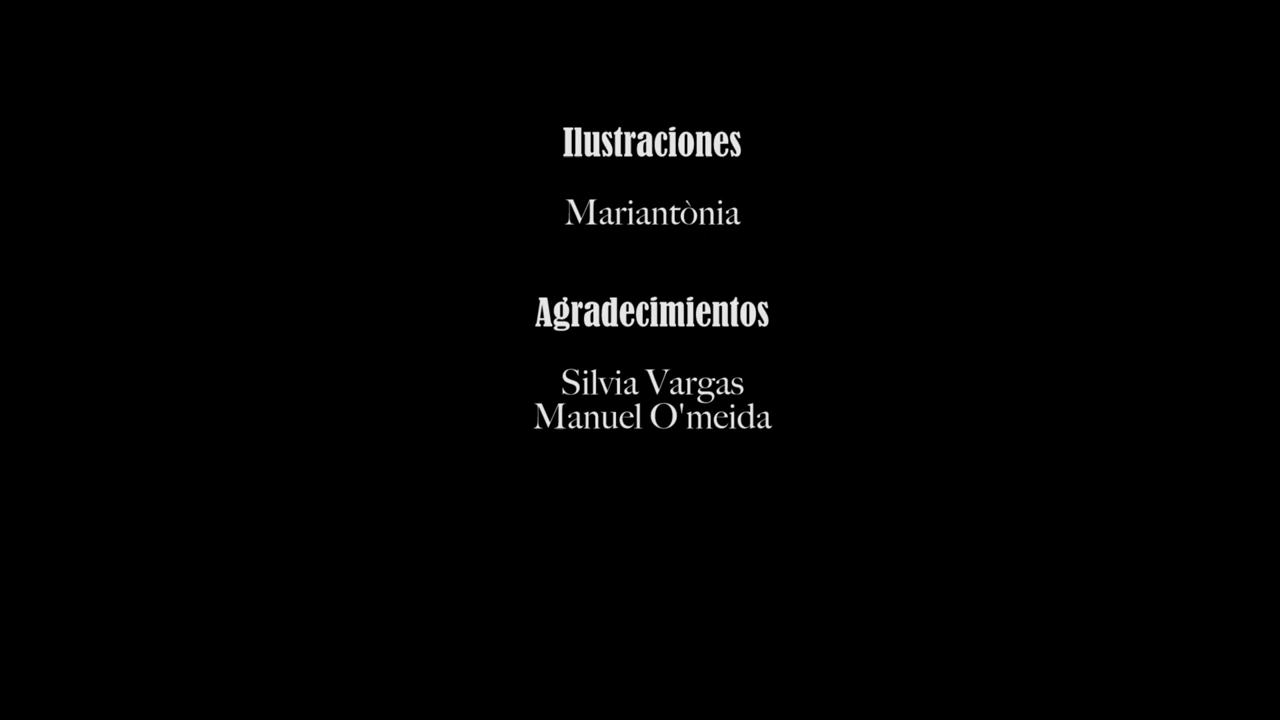 Ilustraciones
Mariantònia
Agradecimientos
Silvia Vargas
Manuel O'meida